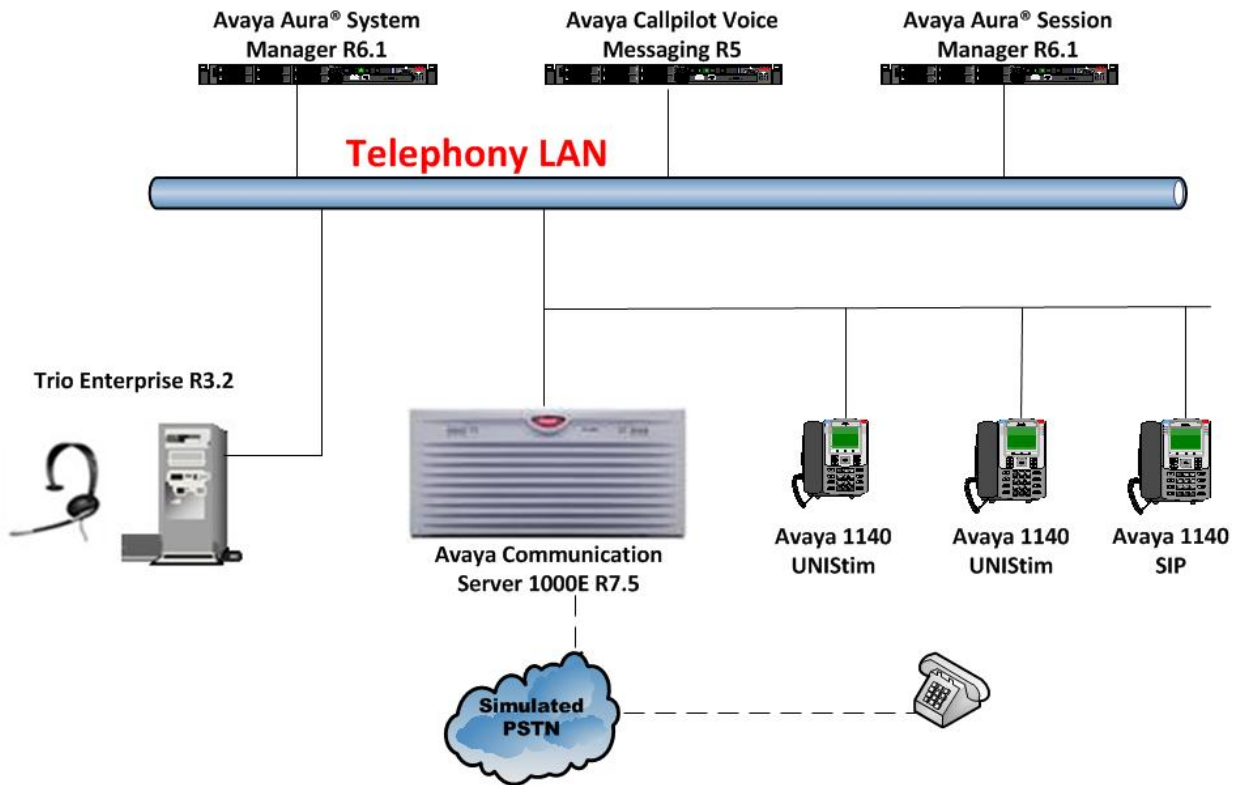 Avaya Aura® System
Manager R6.1
Avaya Callpilot Voice
Messaging R5
Avaya Aura® Session
Manager R6.1
Telephony LAN
Trio Enterprise R3.2
Avaya Communication
Server 1000E R7.5
Avaya 1140
UNIStim
Avaya 1140
UNIStim
Avaya 1140
SIP
Simulated
PSTN